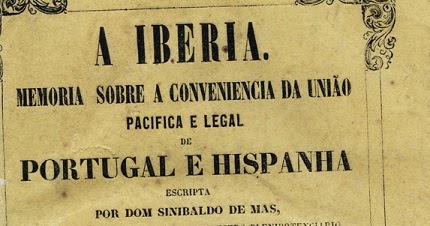 A IBERIA.
MEMORIA SOBRE A CONVENIENCIA DA UNIÃO
PACIFICA E LEGAL
DE
PORTUGAL E HISPANHA
ESCRIPTA
POR DOM SINIBALDO DE MAS,